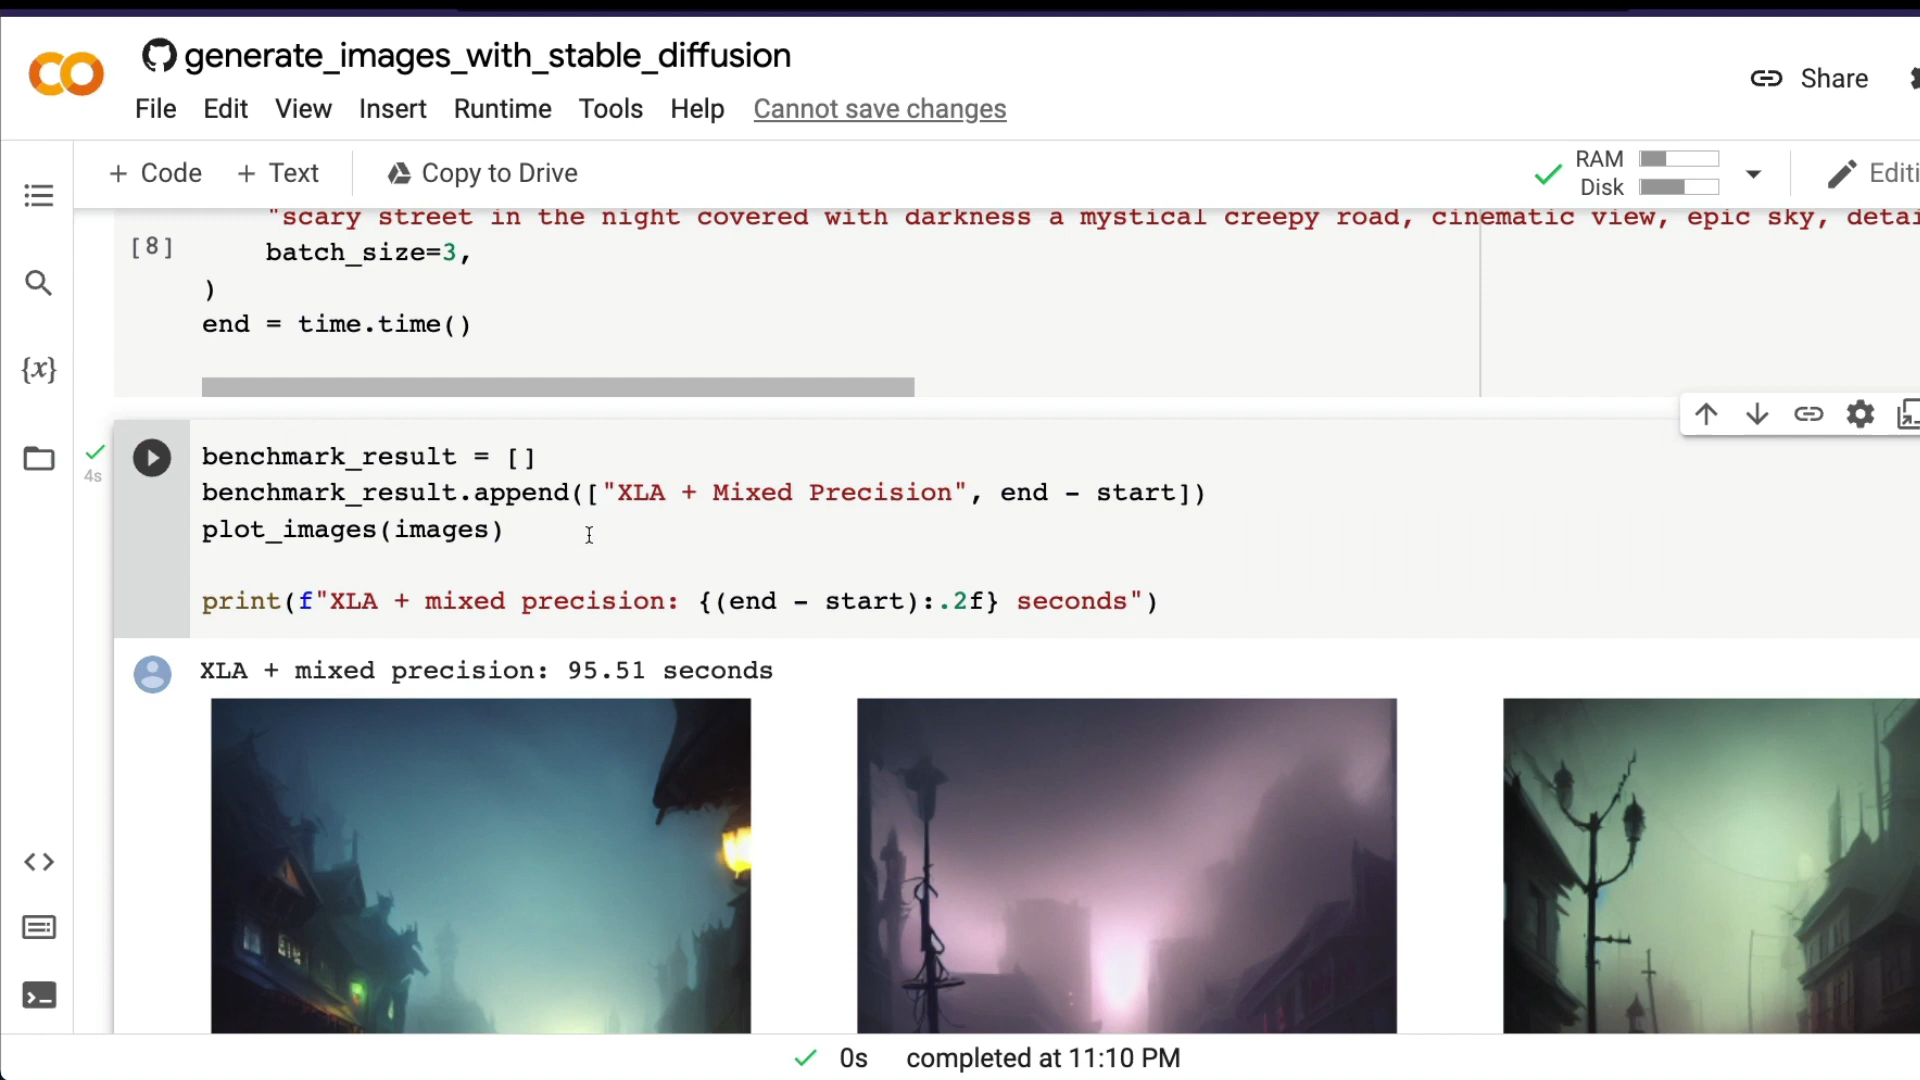 generate_images_with_stable_diffusion
File Edit View Insert Runtime Tools Help Cannot save changes
Share
+ Code + Text Copy to Drive
RAM
Disk
Editi
"scary street in the night covered with darkness a mystical creepy road, cinematic view, epic sky, detai
[8] batch_size=3,
)
end = time.time()
{x}
benchmark_result = []
4s
benchmark_result.append(["XLA + Mixed Precision", end - start])
plot_images(images)
print(f"XLA + mixed precision: {(end - start):.2f} seconds")
XLA + mixed precision: 95.51 seconds
0s completed at 11:10 PM